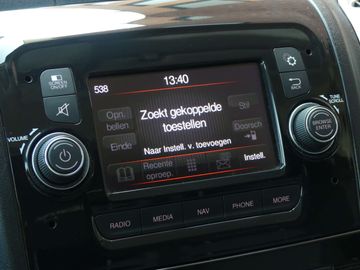 SCREEN
ON/OFF
538
13:40
Opn.
bellen
Zoekt gekoppelde
toestellen
Stil
Einde
Doorsch
Naar Instell. v. toevoegen
Recente
oproep.
Instell.
BACK
TUNE
SCROLL
BROWSE
ENTER
VOLUME
RADIO
MEDIA
NAV
PHONE
MORE